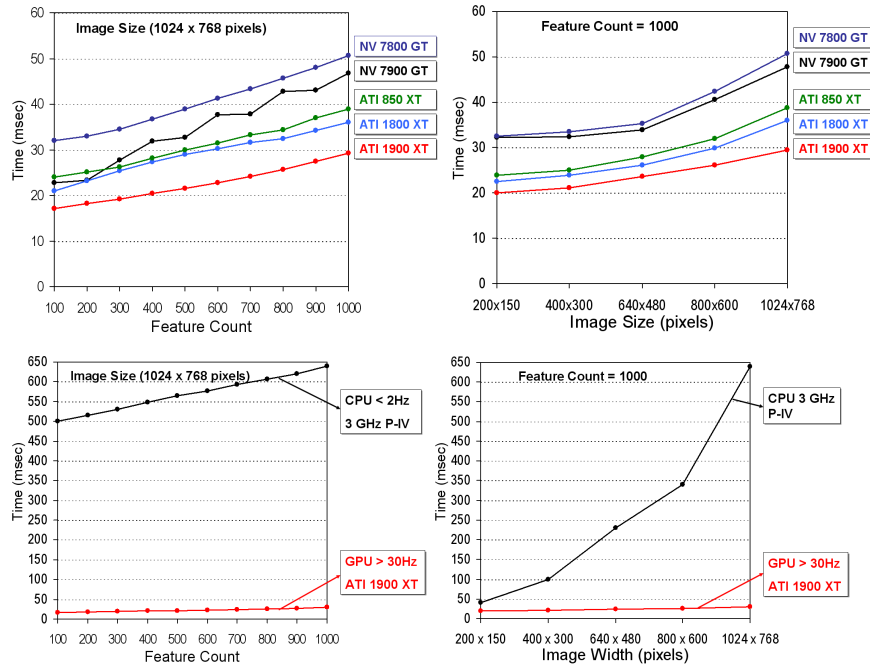 Image Size (1024 x 768 pixels)
60
50
40
30
20
10
0
Time (msec)
100 200 300 400 500 600 700 800 900 1000
Feature Count
NV 7800 GT
NV 7900 GT
ATI 850 XT
ATI 1800 XT
ATI 1900 XT
Feature Count = 1000
60
50
40
30
20
10
0
Time (msec)
200x150 400x300 640x480 800x600 1024x768
Image Size (pixels)
NV 7800 GT
NV 7900 GT
ATI 850 XT
ATI 1800 XT
ATI 1900 XT
Image Size (1024 x 768 pixels)
650
600
550
500
450
400
350
300
250
200
150
100
50
0
Time (msec)
100 200 300 400 500 600 700 800 900 1000
Feature Count
CPU < 2Hz
3 GHz P-IV
GPU > 30Hz
ATI 1900 XT
Feature Count = 1000
650
600
550
500
450
400
350
300
250
200
150
100
50
0
Time (msec)
200 x 150 400 x 300 640 x 480 800 x 600 1024 x 768
Image Width (pixels)
CPU 3 GHz
P-IV
GPU > 30Hz
ATI 1900 XT